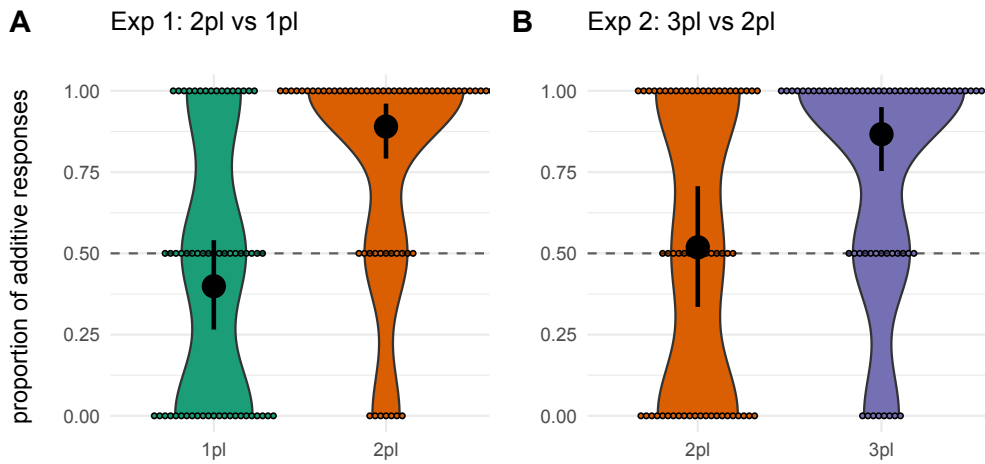 A
Exp 1: 2pl vs 1pl
proportion of additive responses
1.00
0.75
0.50
0.25
0.00
1pl
2pl
B
Exp 2: 3pl vs 2pl
1.00
0.75
0.50
0.25
0.00
2pl
3pl